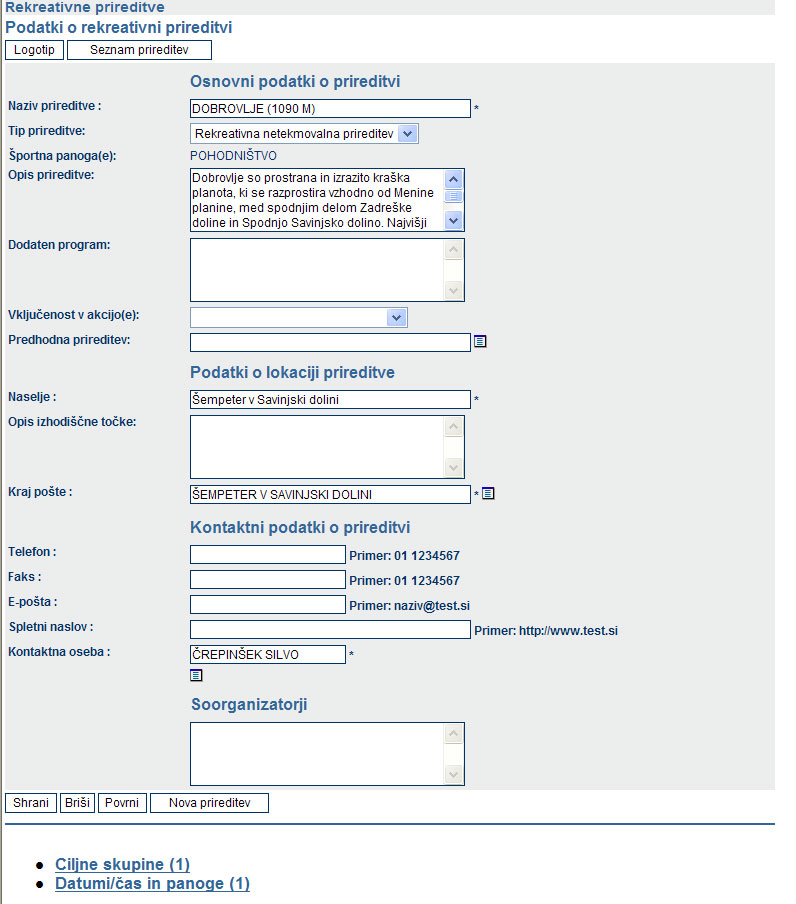 Rekreativne prireditve
Podatki o rekreativni prireditvi
Logotip Seznam prireditev
Osnovni podatki o prireditvi
Naziv prireditve : DOBROVLJE (1090 M) *
Tip prireditve: Rekreativna netekmovalna prireditev
Športna panoga(e): POHODNIŠTVO
Opis prireditve: Dobrovlje so prostrana in izrazito kraška
planota, ki se razprostira vzhodno od Menine
planine, med spodnjim delom Zadreške
doline in Spodnjo Savinjsko dolino. Najvišji
Dodaten program:
Vključenost v akcijo(e):
Predhodna prireditev:
Podatki o lokaciji prireditve
Naselje : Šempeter v Savinjski dolini *
Opis izhodiščne točke:
Kraj pošte : ŠEMPETER V SAVINJSKI DOLINI *
Kontaktni podatki o prireditvi
Telefon : Primer: 01 1234567
Faks : Primer: 01 1234567
E-pošta : Primer: naziv@test.si
Spletni naslov : Primer: http://www.test.si
Kontaktna oseba : ČREPINŠEK SILVO *
Soorganizatorji
Shrani Briši Povrni Nova prireditev
Ciljne skupine (1)
Datumi/čas in panoge (1)